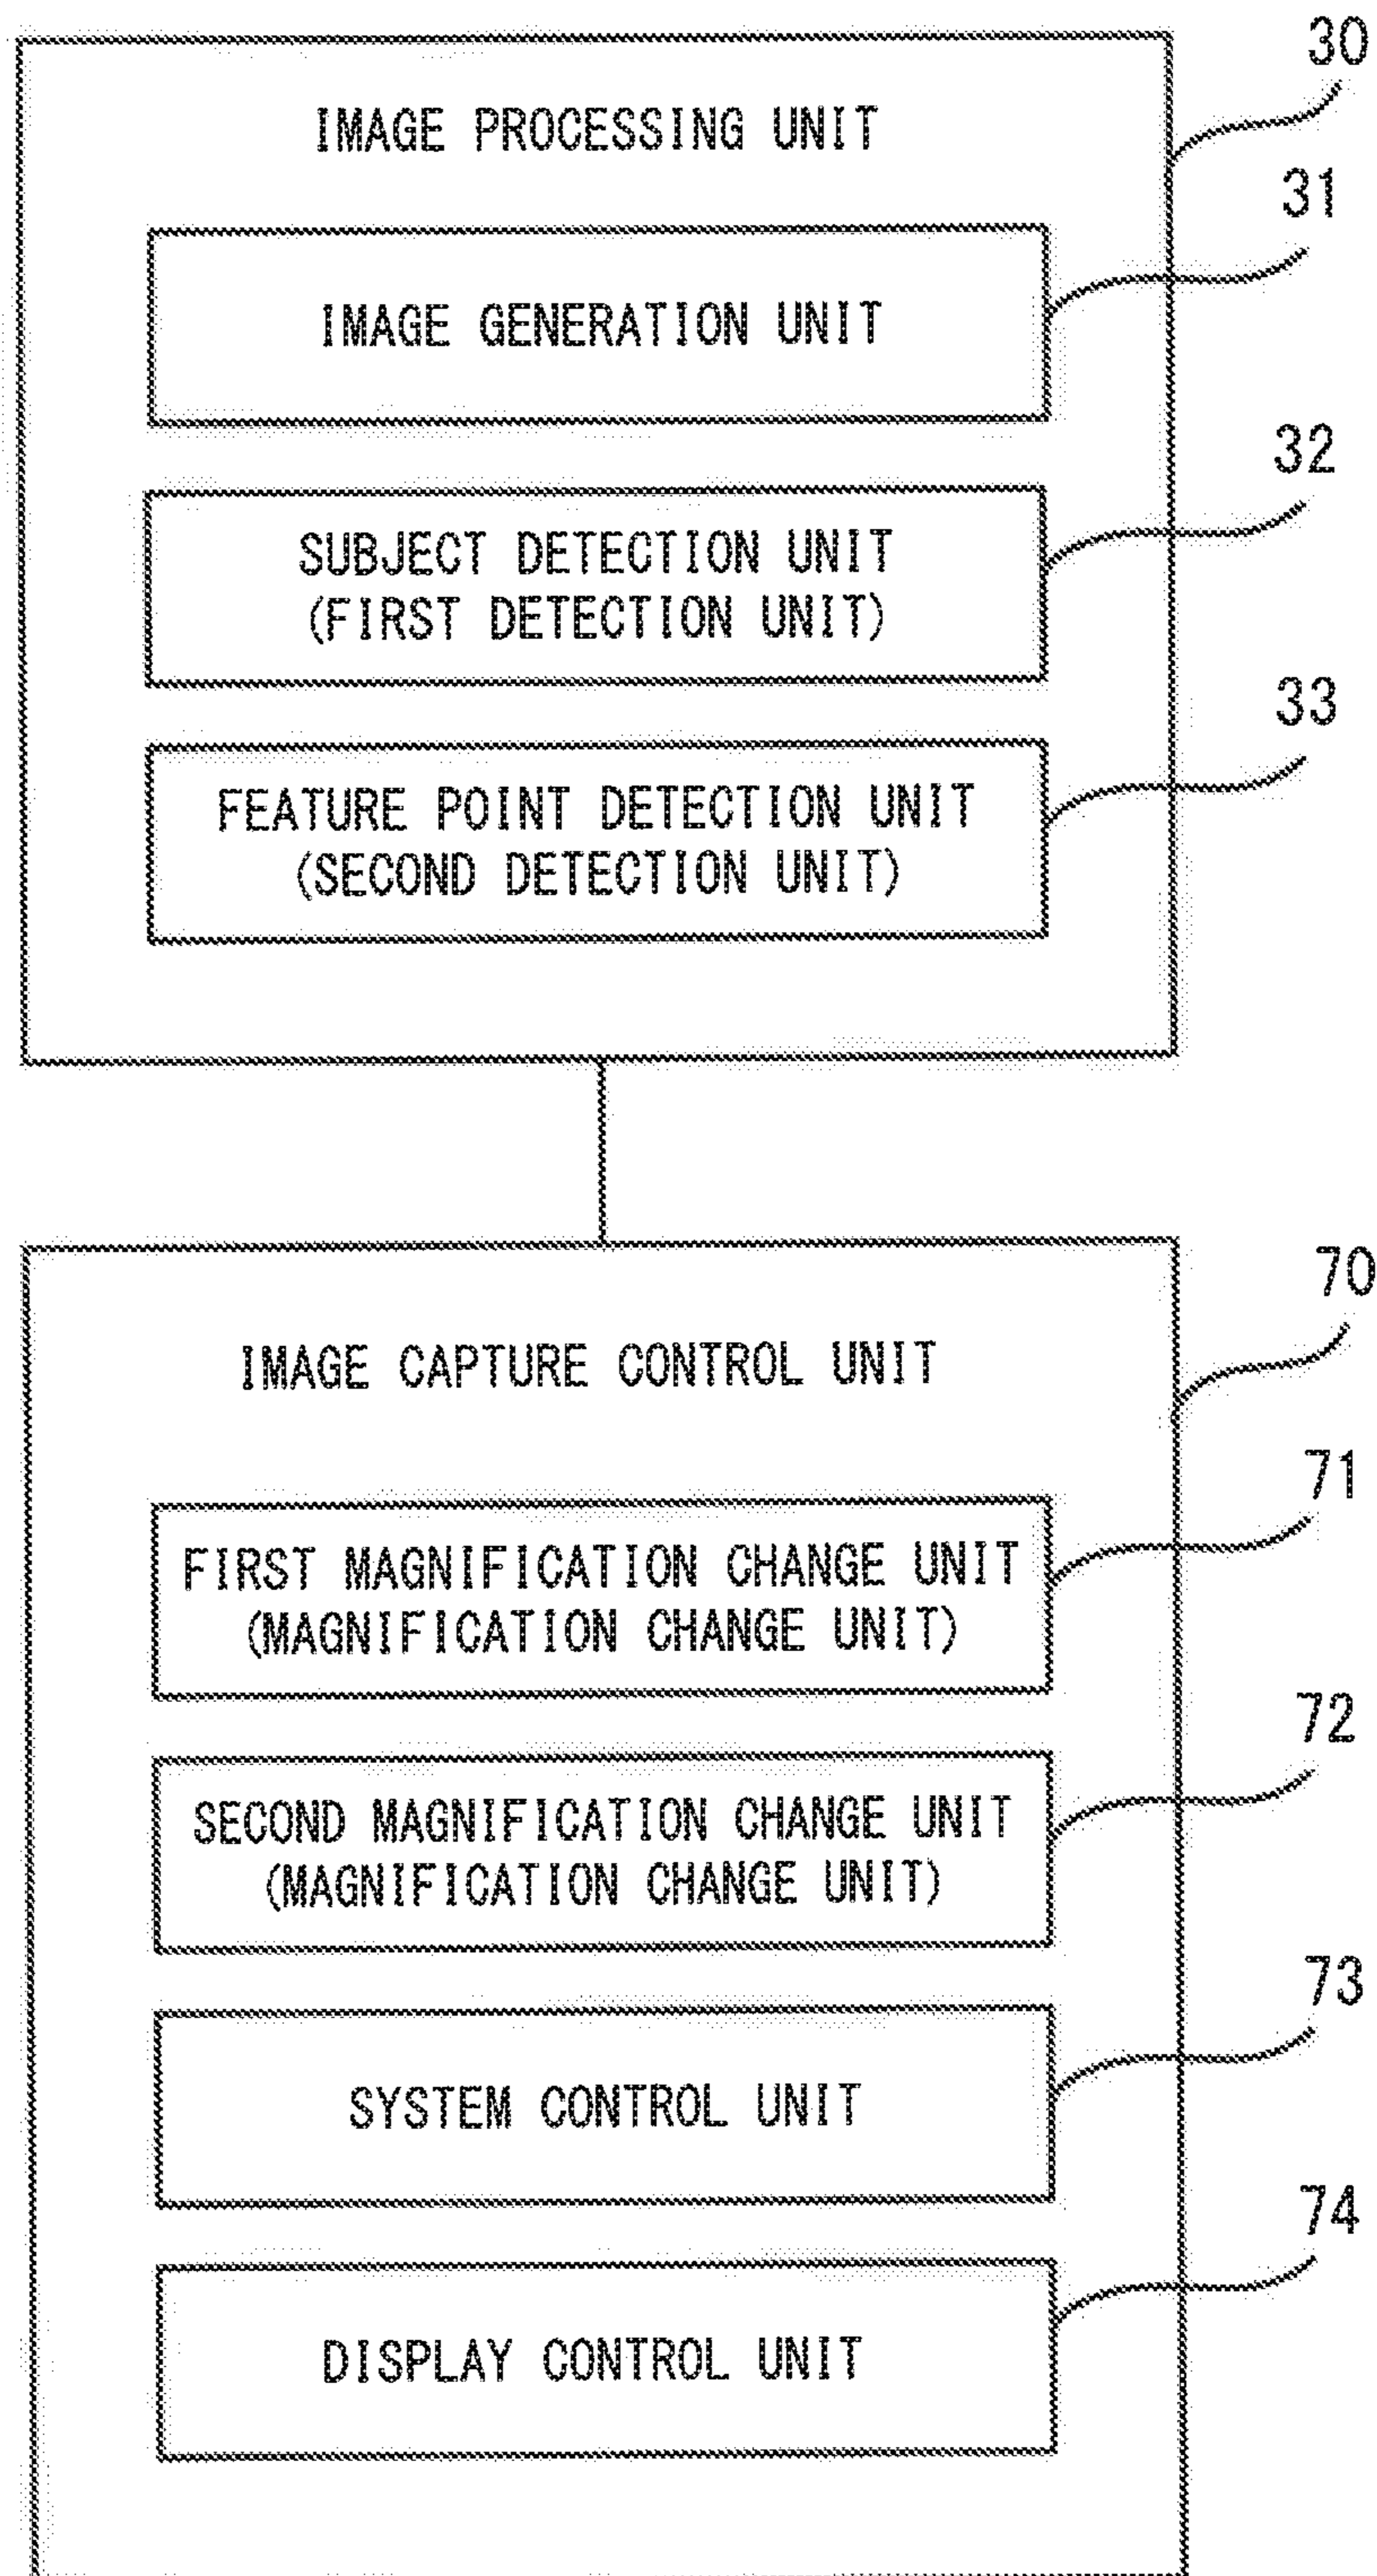 30
IMAGE PROCESSING UNIT
31
IMAGE GENERATION UNIT
32
SUBJECT DETECTION UNIT
(FIRST DETECTION UNIT)
33
FEATURE POINT DETECTION UNIT
(SECOND DETECTION UNIT)
70
IMAGE CAPTURE CONTROL UNIT
71
FIRST MAGNIFICATION CHANGE UNIT
(MAGNIFICATION CHANGE UNIT)
72
SECOND MAGNIFICATION CHANGE UNIT
(MAGNIFICATION CHANGE UNIT)
73
SYSTEM CONTROL UNIT
74
DISPLAY CONTROL UNIT